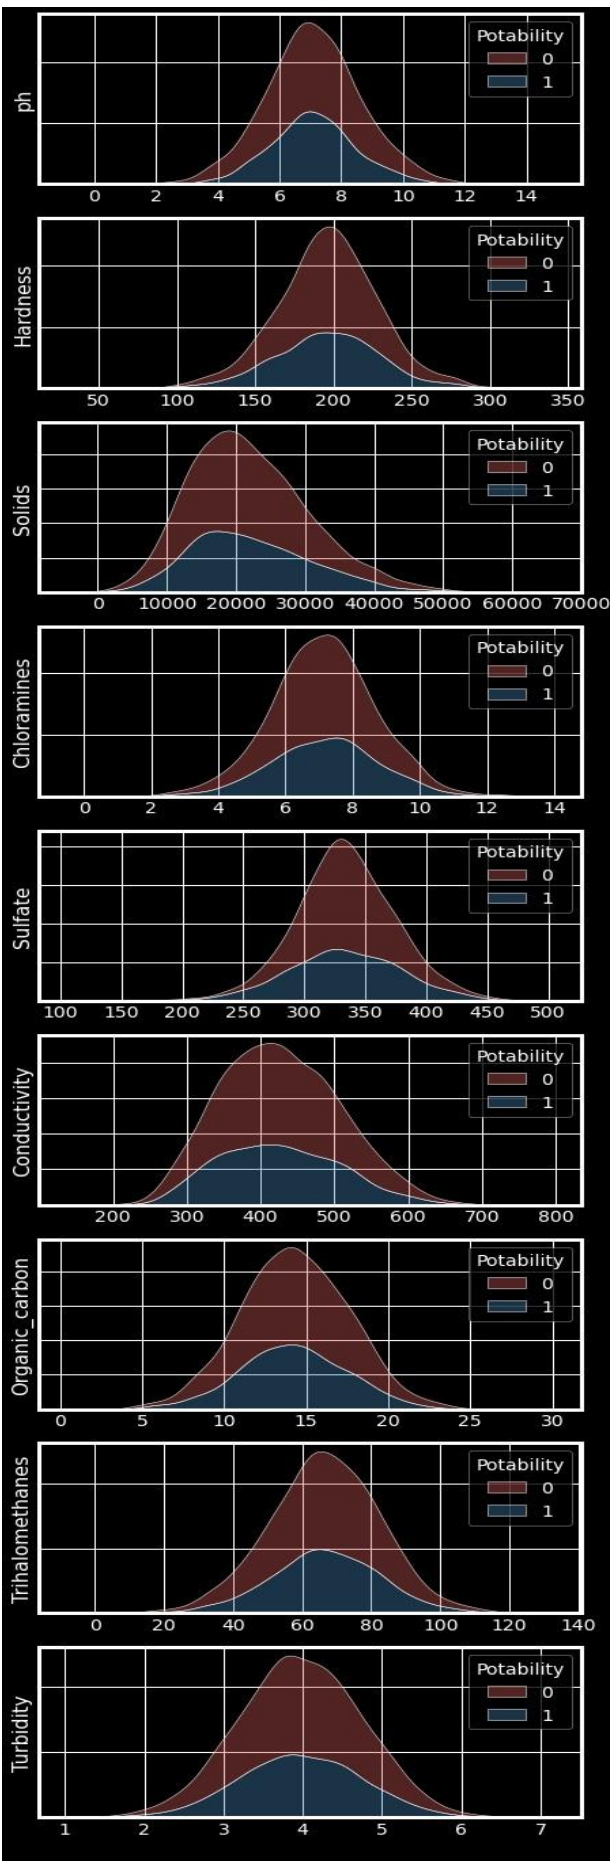 ph
Potability
0
1
0 2 4 6 8 10 12 14
Hardness
Potability
0
1
50 100 150 200 250 300 350
Solids
Potability
0
1
0 10000 20000 30000 40000 50000 60000 70000
Chloramines
Potability
0
1
0 2 4 6 8 10 12 14
Sulfate
Potability
0
1
100 150 200 250 300 350 400 450 500
Conductivity
Potability
0
1
200 300 400 500 600 700 800
Organic_carbon
Potability
0
1
0 5 10 15 20 25 30
Trihalomethanes
Potability
0
1
0 20 40 60 80 100 120 140
Turbidity
Potability
0
1
1 2 3 4 5 6 7